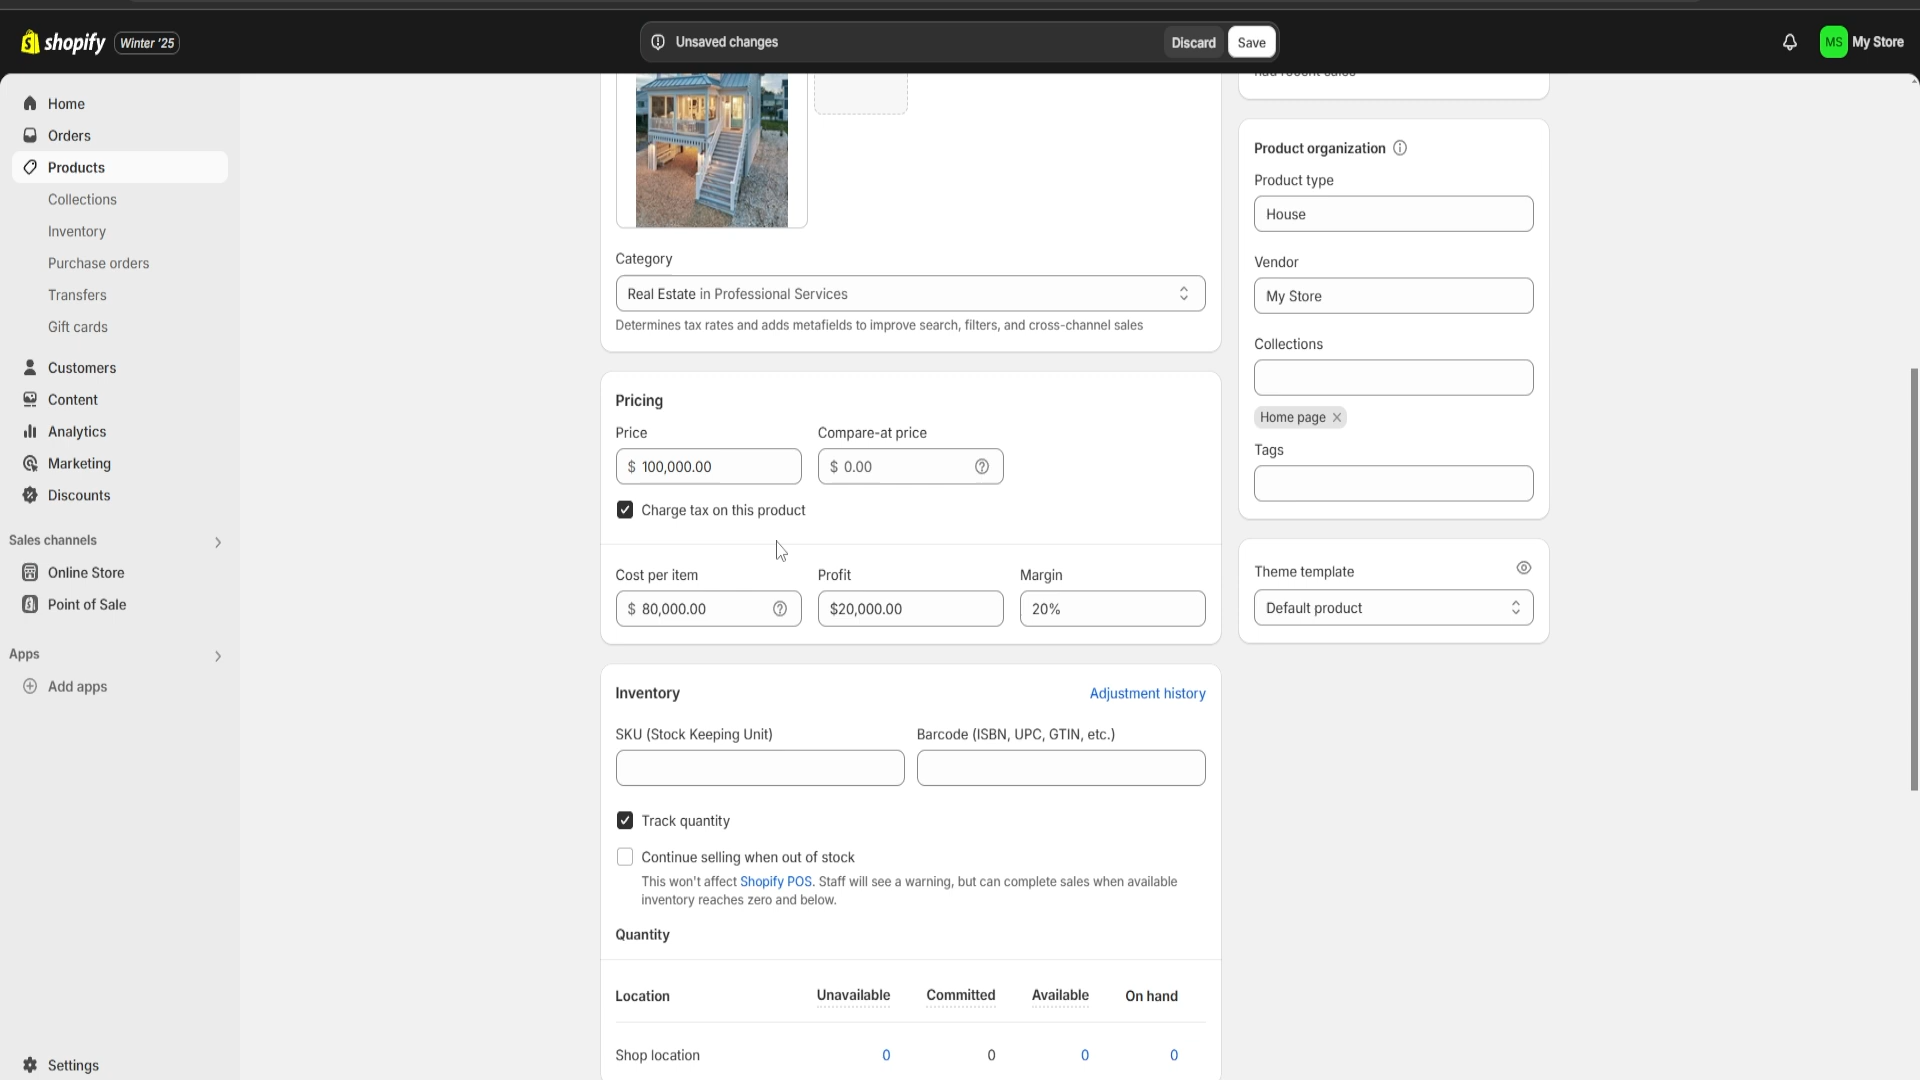 shopify Winter '25
Unsaved changes
Discard
Save
MS My Store
Home
Orders
Products
Collections
Inventory
Purchase orders
Transfers
Gift cards
Customers
Content
Analytics
Marketing
Discounts
Sales channels
Online Store
Point of Sale
Apps
Add apps
Settings
Category
Real Estate in Professional Services
Determines tax rates and adds metafields to improve search, filters, and cross-channel sales
Pricing
Price
Compare-at price
$ 100,000.00
$ 0.00
Charge tax on this product
Cost per item
Profit
Margin
$ 80,000.00
$20,000.00
20%
Inventory
Adjustment history
SKU (Stock Keeping Unit)
Barcode (ISBN, UPC, GTIN, etc.)
Track quantity
Continue selling when out of stock
This won't affect Shopify POS. Staff will see a warning, but can complete sales when available
inventory reaches zero and below.
Quantity
Location
Unavailable
Committed
Available
On hand
Shop location
0
0
0
0
had recent sales
Product organization
Product type
House
Vendor
My Store
Collections
Home page
Tags
Theme template
Default product